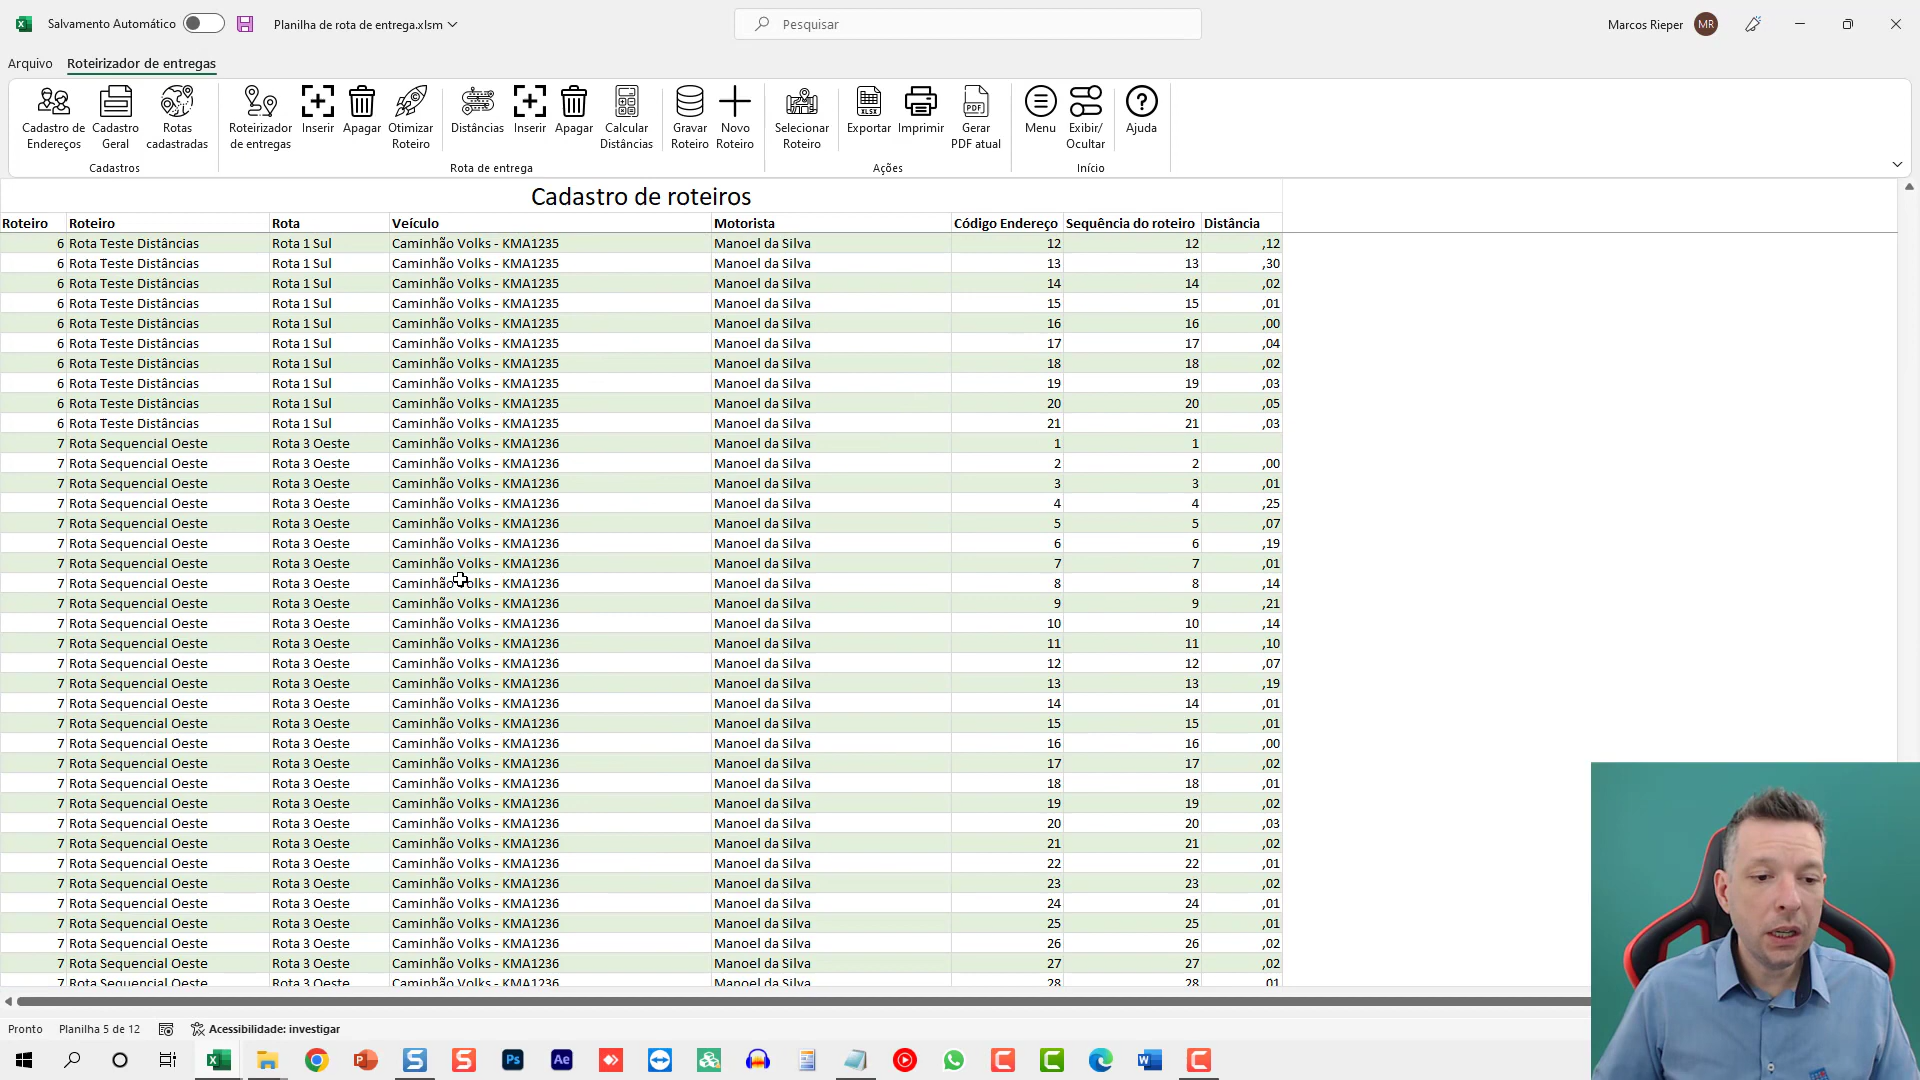 Salvamento Automático
Planilha de rota de entrega.xlsm
Pesquisar
Marcos Rieper
MR
Arquivo
Roteirizador de entregas
Cadastro de Endereços
Cadastro Geral
Rotas cadastradas
Cadastros
Roteirizador de entregas
Inserir
Apagar
Otimizar Roteiro
Distâncias
Inserir
Apagar
Calcular Distâncias
Gravar Roteiro
Novo Roteiro
Rota de entrega
Selecionar Roteiro
XLSX
Exportar
Imprimir
PDF
Gerar PDF atual
Ações
Menu
Exibir/ Ocultar
Ajuda
Início
Cadastro de roteiros
Roteiro Roteiro Rota Veículo Motorista Código Endereço Sequência do roteiro Distância
6 Rota Teste Distâncias Rota 1 Sul Caminhão Volks - KMA1235 Manoel da Silva 12 12 ,12
6 Rota Teste Distâncias Rota 1 Sul Caminhão Volks - KMA1235 Manoel da Silva 13 13 ,30
6 Rota Teste Distâncias Rota 1 Sul Caminhão Volks - KMA1235 Manoel da Silva 14 14 ,02
6 Rota Teste Distâncias Rota 1 Sul Caminhão Volks - KMA1235 Manoel da Silva 15 15 ,01
6 Rota Teste Distâncias Rota 1 Sul Caminhão Volks - KMA1235 Manoel da Silva 16 16 ,00
6 Rota Teste Distâncias Rota 1 Sul Caminhão Volks - KMA1235 Manoel da Silva 17 17 ,04
6 Rota Teste Distâncias Rota 1 Sul Caminhão Volks - KMA1235 Manoel da Silva 18 18 ,02
6 Rota Teste Distâncias Rota 1 Sul Caminhão Volks - KMA1235 Manoel da Silva 19 19 ,03
6 Rota Teste Distâncias Rota 1 Sul Caminhão Volks - KMA1235 Manoel da Silva 20 20 ,05
6 Rota Teste Distâncias Rota 1 Sul Caminhão Volks - KMA1235 Manoel da Silva 21 21 ,03
7 Rota Sequencial Oeste Rota 3 Oeste Caminhão Volks - KMA1236 Manoel da Silva 1 1
7 Rota Sequencial Oeste Rota 3 Oeste Caminhão Volks - KMA1236 Manoel da Silva 2 2 ,00
7 Rota Sequencial Oeste Rota 3 Oeste Caminhão Volks - KMA1236 Manoel da Silva 3 3 ,01
7 Rota Sequencial Oeste Rota 3 Oeste Caminhão Volks - KMA1236 Manoel da Silva 4 4 ,25
7 Rota Sequencial Oeste Rota 3 Oeste Caminhão Volks - KMA1236 Manoel da Silva 5 5 ,07
7 Rota Sequencial Oeste Rota 3 Oeste Caminhão Volks - KMA1236 Manoel da Silva 6 6 ,19
7 Rota Sequencial Oeste Rota 3 Oeste Caminhão Volks - KMA1236 Manoel da Silva 7 7 ,01
7 Rota Sequencial Oeste Rota 3 Oeste Caminhão Volks - KMA1236 Manoel da Silva 8 8 ,14
7 Rota Sequencial Oeste Rota 3 Oeste Caminhão Volks - KMA1236 Manoel da Silva 9 9 ,21
7 Rota Sequencial Oeste Rota 3 Oeste Caminhão Volks - KMA1236 Manoel da Silva 10 10 ,14
7 Rota Sequencial Oeste Rota 3 Oeste Caminhão Volks - KMA1236 Manoel da Silva 11 11 ,10
7 Rota Sequencial Oeste Rota 3 Oeste Caminhão Volks - KMA1236 Manoel da Silva 12 12 ,07
7 Rota Sequencial Oeste Rota 3 Oeste Caminhão Volks - KMA1236 Manoel da Silva 13 13 ,19
7 Rota Sequencial Oeste Rota 3 Oeste Caminhão Volks - KMA1236 Manoel da Silva 14 14 ,01
7 Rota Sequencial Oeste Rota 3 Oeste Caminhão Volks - KMA1236 Manoel da Silva 15 15 ,01
7 Rota Sequencial Oeste Rota 3 Oeste Caminhão Volks - KMA1236 Manoel da Silva 16 16 ,00
7 Rota Sequencial Oeste Rota 3 Oeste Caminhão Volks - KMA1236 Manoel da Silva 17 17 ,02
7 Rota Sequencial Oeste Rota 3 Oeste Caminhão Volks - KMA1236 Manoel da Silva 18 18 ,01
7 Rota Sequencial Oeste Rota 3 Oeste Caminhão Volks - KMA1236 Manoel da Silva 19 19 ,02
7 Rota Sequencial Oeste Rota 3 Oeste Caminhão Volks - KMA1236 Manoel da Silva 20 20 ,03
7 Rota Sequencial Oeste Rota 3 Oeste Caminhão Volks - KMA1236 Manoel da Silva 21 21 ,02
7 Rota Sequencial Oeste Rota 3 Oeste Caminhão Volks - KMA1236 Manoel da Silva 22 22 ,01
7 Rota Sequencial Oeste Rota 3 Oeste Caminhão Volks - KMA1236 Manoel da Silva 23 23 ,02
7 Rota Sequencial Oeste Rota 3 Oeste Caminhão Volks - KMA1236 Manoel da Silva 24 24 ,01
7 Rota Sequencial Oeste Rota 3 Oeste Caminhão Volks - KMA1236 Manoel da Silva 25 25 ,01
7 Rota Sequencial Oeste Rota 3 Oeste Caminhão Volks - KMA1236 Manoel da Silva 26 26 ,02
7 Rota Sequencial Oeste Rota 3 Oeste Caminhão Volks - KMA1236 Manoel da Silva 27 27 ,02
7 Rota Sequencial Oeste Rota 3 Oeste Caminhão Volks - KMA1236 Manoel da Silva 28 28 ,01
Pronto
Planilha 5 de 12
Acessibilidade: investigar